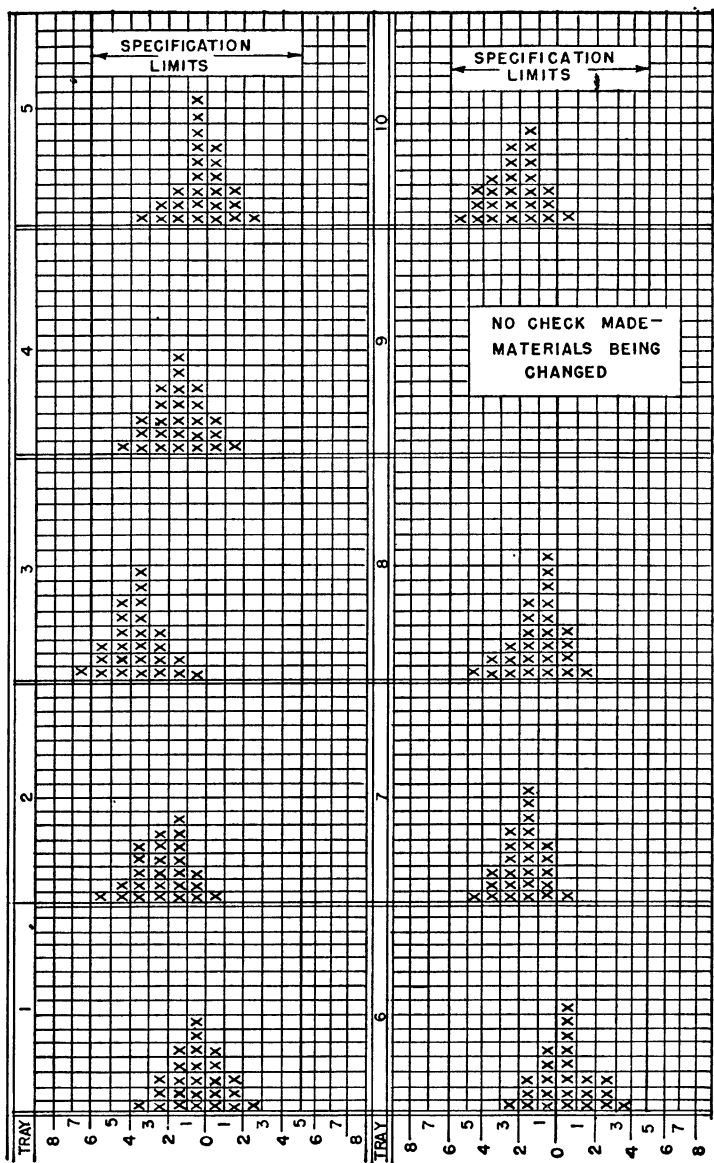 SPECIFICATION
LIMITS
5
4
3
2
1
TRAY
8 7 6 5 4 3 2 1 0 1 2 3 4 5 6 7 8
SPECIFICATION
LIMITS
10
9
NO CHECK MADE—
MATERIALS BEING
CHANGED
8
7
6
TRAY
8 7 6 5 4 3 2 1 0 1 2 3 4 5 6 7 8